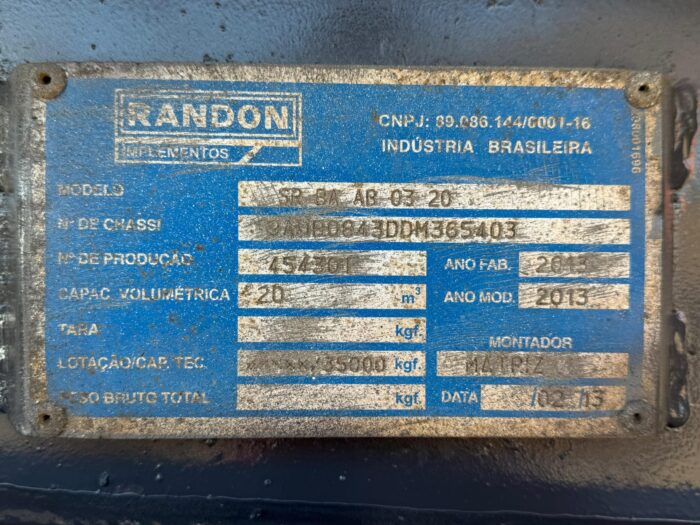 RANDON
IMPLEMENTOS
CNPJ: 89.086.144/0001-16
INDÚSTRIA BRASILEIRA
MODELO SR BA AB 03 20
Nº DE CHASSI
Nº DE PRODUÇÃO 454301 ANO FAB. 2013
CAPAC. VOLUMÉTRICA 20 m³ ANO MOD. 2013
TARA kgf.
MONTADOR
LOTAÇÃO/CAP. TEC. /35000 kgf. MATRIZ
PESO BRUTO TOTAL kgf. DATA /02 /13